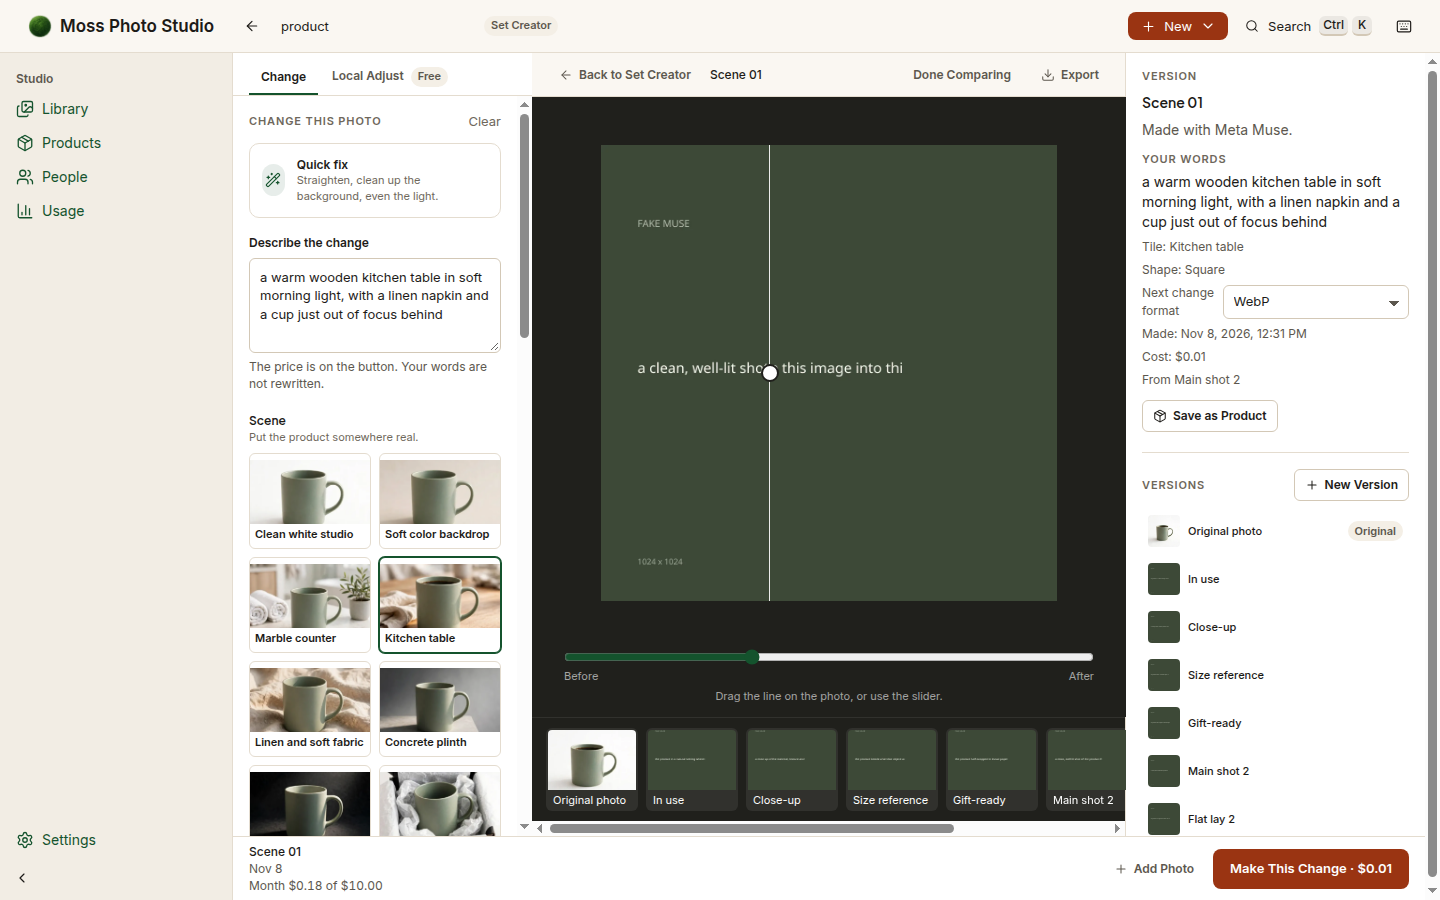 Moss Photo Studio
product
Set Creator
New
Search
Ctrl
K
Studio
Library
Products
People
Usage
Settings
Change
Local Adjust
Free
CHANGE THIS PHOTO
Clear
Quick fix
Straighten, clean up the
background, even the light.
Describe the change
a warm wooden kitchen table in soft
morning light, with a linen napkin and
a cup just out of focus behind
The price is on the button. Your words are
not rewritten.
Scene
Put the product somewhere real.
Clean white studio
Soft color backdrop
Marble counter
Kitchen table
Linen and soft fabric
Concrete plinth
Back to Set Creator
Scene 01
Done Comparing
Export
FAKE MUSE
a clean, well-lit sho this image into thi
1024 x 1024
Before
After
Drag the line on the photo, or use the slider.
Original photo
In use
Close-up
Size reference
Gift-ready
Main shot 2
VERSION
Scene 01
Made with Meta Muse.
YOUR WORDS
a warm wooden kitchen table in soft
morning light, with a linen napkin and a
cup just out of focus behind
Tile: Kitchen table
Shape: Square
Next change
format
WebP
Made: Nov 8, 2026, 12:31 PM
Cost: $0.01
From Main shot 2
Save as Product
VERSIONS
New Version
Original photo
Original
In use
Close-up
Size reference
Gift-ready
Main shot 2
Flat lay 2
Scene 01
Nov 8
Month $0.18 of $10.00
Add Photo
Make This Change · $0.01